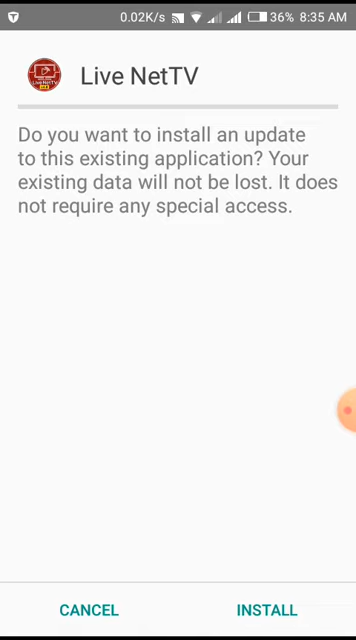 0.02K/s 36% 8:35 AM
Live NetTV
Do you want to install an update
to this existing application? Your
existing data will not be lost. It does
not require any special access.
CANCEL INSTALL